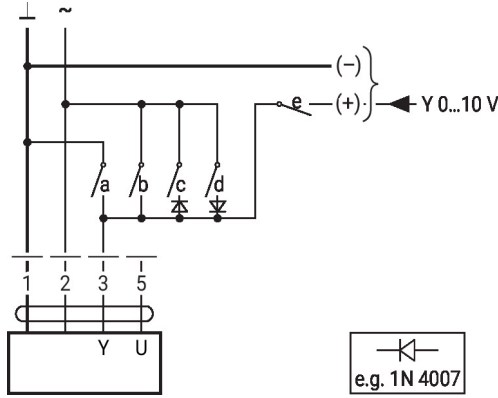 ⊥ ~
(–)
e (+) Y 0...10 V
a b c d
1 2 3 5
Y U
e.g. 1N 4007